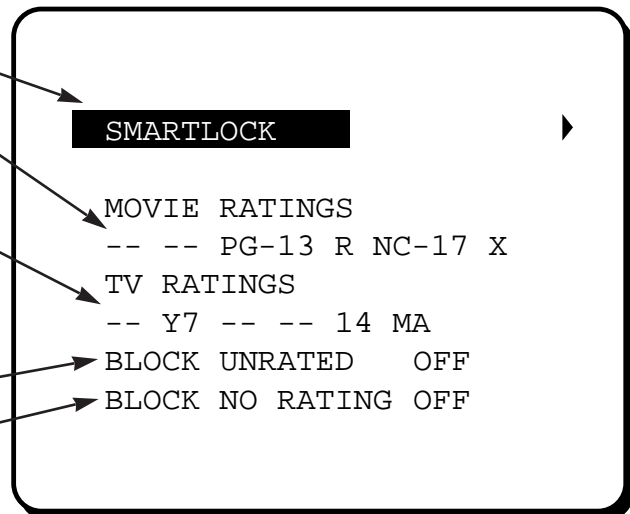 SMARTLOCK
MOVIE RATINGS
-- -- PG-13 R NC-17 X
TV RATINGS
-- Y7 -- -- 14 MA
BLOCK UNRATED OFF
BLOCK NO RATING OFF